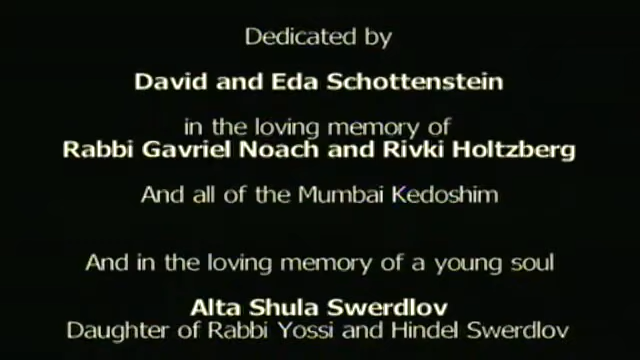 Dedicated by
David and Eda Schottenstein
in the loving memory of
Rabbi Gavriel Noach and Rivki Holtzberg
And all of the Mumbai Kedoshim
And in the loving memory of a young soul
Alta Shula Swerdlov
Daughter of Rabbi Yossi and Hindel Swerdlov